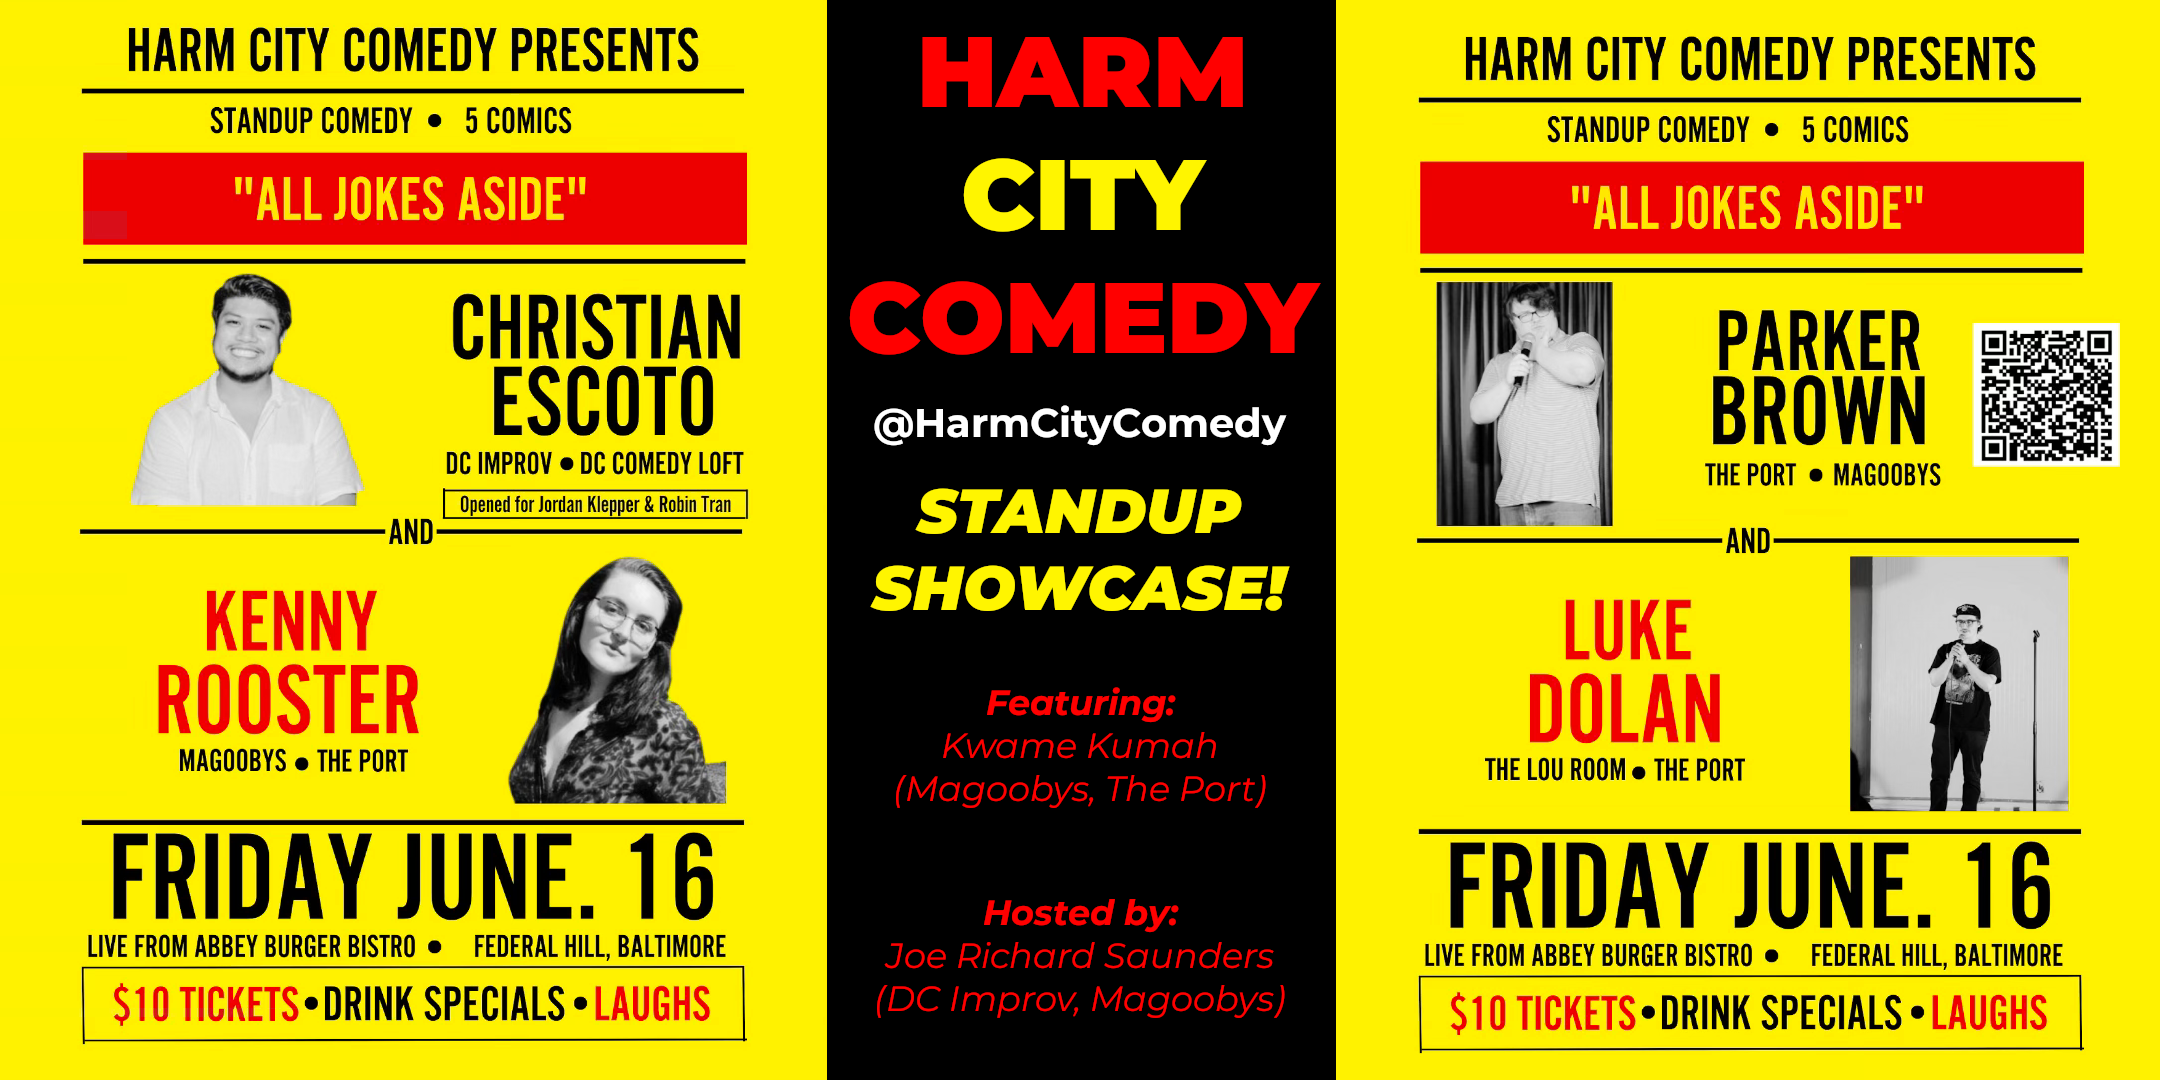 HARM CITY COMEDY PRESENTS
STANDUP COMEDY • 5 COMICS
"ALL JOKES ASIDE"
CHRISTIAN
ESCOTO
DC IMPROV • DC COMEDY LOFT
Opened for Jordan Klepper & Robin Tran
AND
KENNY
ROOSTER
MAGOOBYS • THE PORT
FRIDAY JUNE. 16
LIVE FROM ABBEY BURGER BISTRO • FEDERAL HILL, BALTIMORE
$10 TICKETS • DRINK SPECIALS • LAUGHS
HARM
CITY
COMEDY
@HarmCityComedy
STANDUP
SHOWCASE!
Featuring:
Kwame Kumah
(Magoobys, The Port)
Hosted by:
Joe Richard Saunders
(DC Improv, Magoobys)
HARM CITY COMEDY PRESENTS
STANDUP COMEDY • 5 COMICS
"ALL JOKES ASIDE"
PARKER
BROWN
THE PORT • MAGOOBYS
AND
LUKE
DOLAN
THE LOU ROOM • THE PORT
FRIDAY JUNE. 16
LIVE FROM ABBEY BURGER BISTRO • FEDERAL HILL, BALTIMORE
$10 TICKETS • DRINK SPECIALS • LAUGHS